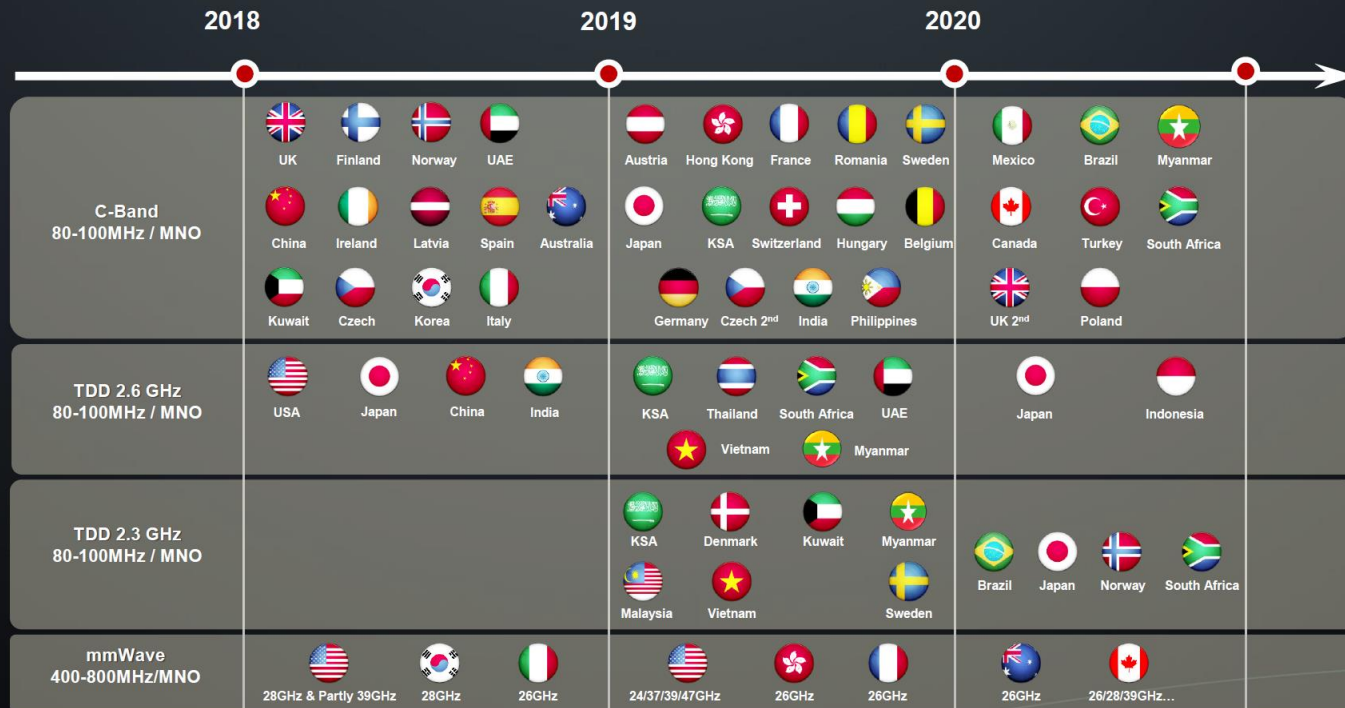 2018 2019 2020
UK Finland Norway UAE Austria Hong Kong France Romania Sweden Mexico Brazil Myanmar
C-Band
80-100MHz / MNO
China Ireland Latvia Spain Australia Japan KSA Switzerland Hungary Belgium Canada Turkey South Africa
Kuwait Czech Korea Italy Germany Czech 2nd India Philippines UK 2nd Poland
TDD 2.6 GHz
80-100MHz / MNO
USA Japan China India KSA Thailand South Africa UAE Japan Indonesia
Vietnam Myanmar
TDD 2.3 GHz
80-100MHz / MNO
KSA Denmark Kuwait Myanmar
Brazil Japan Norway South Africa
Malaysia Vietnam Sweden
mmWave
400-800MHz/MNO
28GHz & Partly 39GHz 28GHz 26GHz 24/37/39/47GHz 26GHz 26GHz 26GHz 26/28/39GHz...